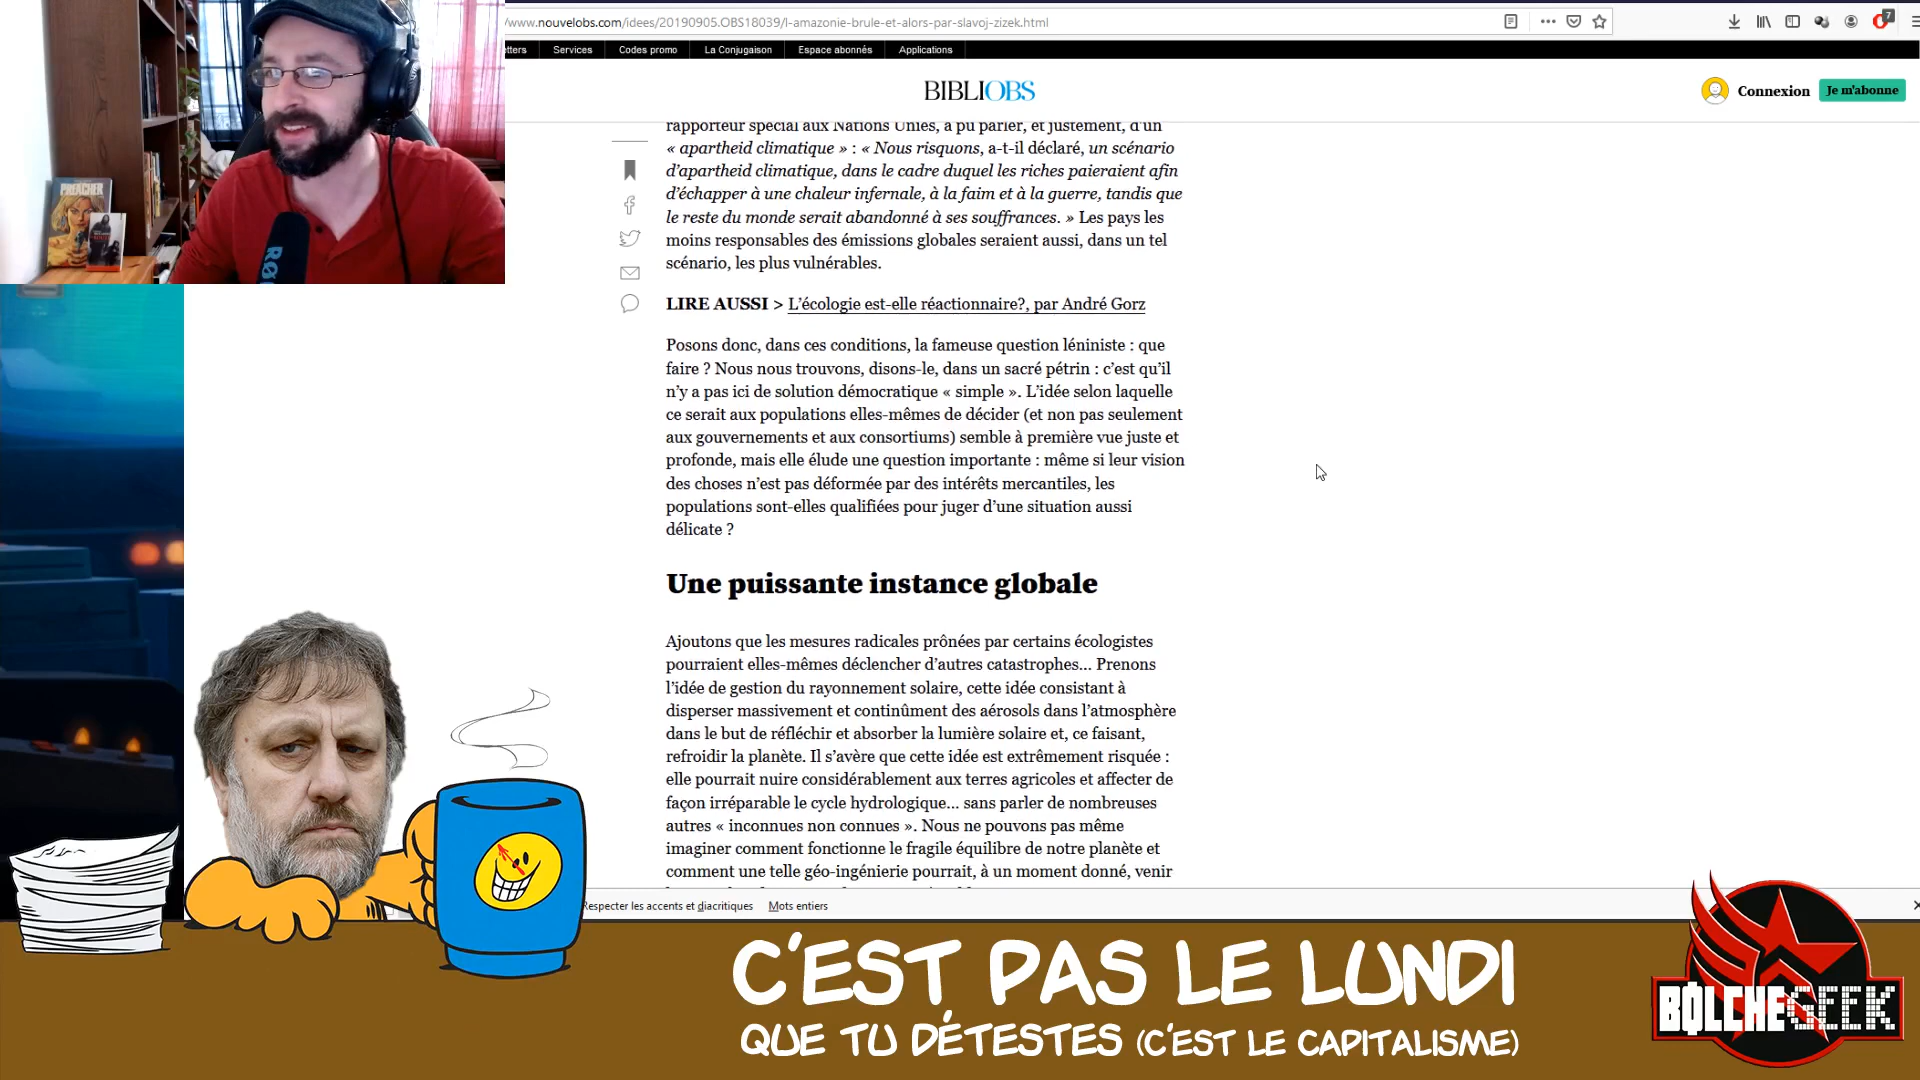 /www.nouvelobs.com/idees/20190905.OBS18039/l-amazonie-brule-et-alors-par-slavoj-zizek.html
7
Services
Codes promo
La Conjugaison
Espace abonnés
Applications
BIBLIOBS
Connexion
Je m'abonne
PREACHER
rapporteur spécial aux Nations Unies, a pu parler, et justement, d'un
« apartheid climatique » : « Nous risquons, a-t-il déclaré, un scénario
d'apartheid climatique, dans le cadre duquel les riches paieraient afin
d'échapper à une chaleur infernale, à la faim et à la guerre, tandis que
le reste du monde serait abandonné à ses souffrances. » Les pays les
moins responsables des émissions globales seraient aussi, dans un tel
scénario, les plus vulnérables.
LIRE AUSSI > L'écologie est-elle réactionnaire?, par André Gorz
Posons donc, dans ces conditions, la fameuse question léniniste : que
faire ? Nous nous trouvons, disons-le, dans un sacré pétrin : c'est qu'il
n'y a pas ici de solution démocratique « simple ». L'idée selon laquelle
ce serait aux populations elles-mêmes de décider (et non pas seulement
aux gouvernements et aux consortiums) semble à première vue juste et
profonde, mais elle élude une question importante : même si leur vision
des choses n'est pas déformée par des intérêts mercantiles, les
populations sont-elles qualifiées pour juger d'une situation aussi
délicate ?
Une puissante instance globale
Ajoutons que les mesures radicales prônées par certains écologistes
pourraient elles-mêmes déclencher d'autres catastrophes... Prenons
l'idée de gestion du rayonnement solaire, cette idée consistant à
disperser massivement et continûment des aérosols dans l'atmosphère
dans le but de réfléchir et absorber la lumière solaire et, ce faisant,
refroidir la planète. Il s'avère que cette idée est extrêmement risquée :
elle pourrait nuire considérablement aux terres agricoles et affecter de
façon irréparable le cycle hydrologique... sans parler de nombreuses
autres « inconnues non connues ». Nous ne pouvons pas même
imaginer comment fonctionne le fragile équilibre de notre planète et
comment une telle géo-ingénierie pourrait, à un moment donné, venir
Respecter les accents et diacritiques
Mots entiers
C'EST PAS LE LUNDI
QUE TU DÉTESTES (C'EST LE CAPITALISME)
BOLCHEGEEK